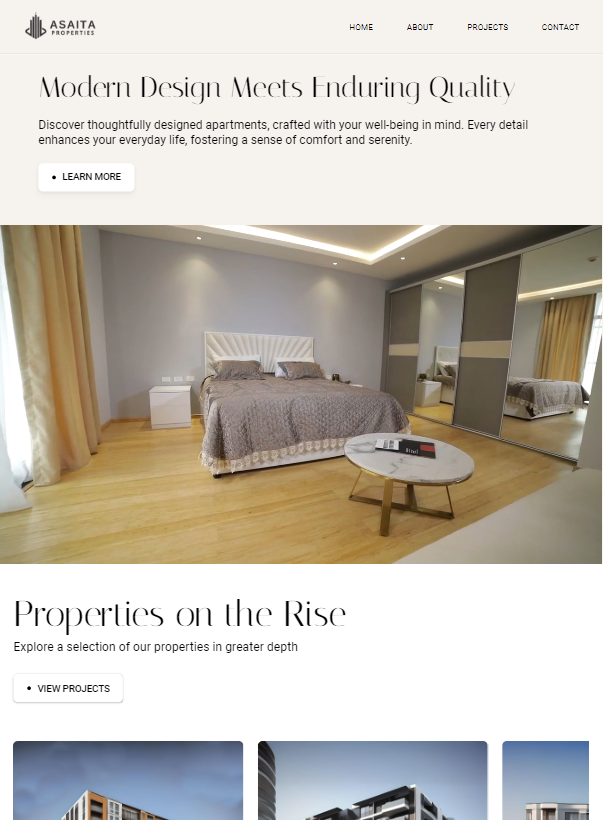 ASAITA
PROPERTIES
HOME ABOUT PROJECTS CONTACT
Modern Design Meets Enduring Quality
Discover thoughtfully designed apartments, crafted with your well-being in mind. Every detail
enhances your everyday life, fostering a sense of comfort and serenity.
• LEARN MORE
Properties on the Rise
Explore a selection of our properties in greater depth
• VIEW PROJECTS